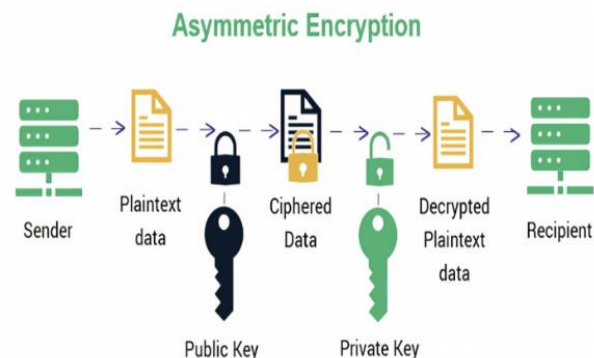 Asymmetric Encryption
Sender
Plaintext
data
Ciphered
Data
Decrypted
Plaintext
data
Recipient
Public Key
Private Key